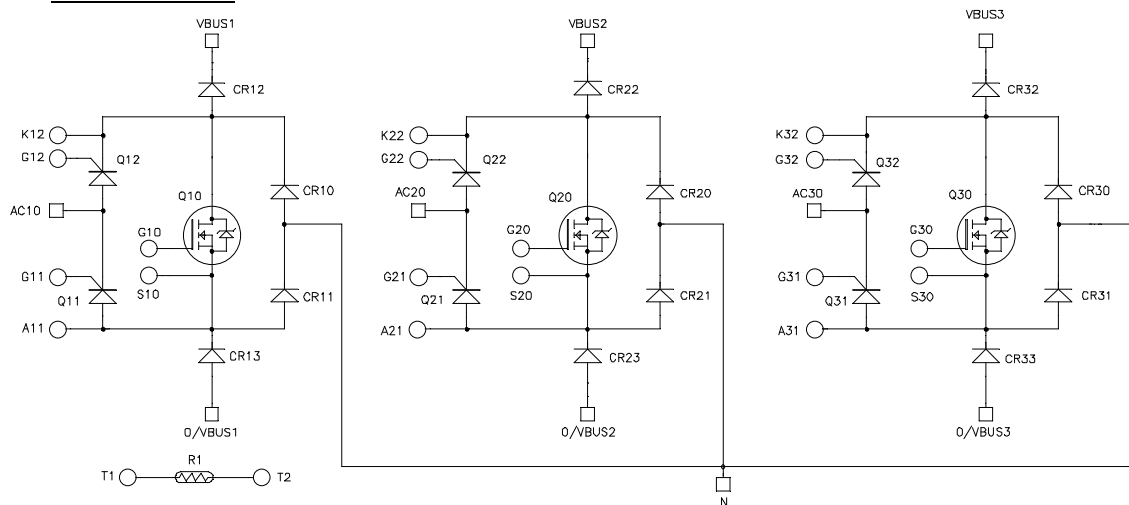 VBUS1
VBUS2
VBUS3
CR12
CR22
CR32
K12
K22
K32
G12
Q12
G22
Q22
G32
Q32
Q10
CR10
Q20
CR20
Q30
CR30
AC10
AC20
AC30
G10
G20
G30
G11
Q11
S10
CR11
G21
Q21
S20
CR21
G31
Q31
S30
CR31
A11
A21
A31
CR13
CR23
CR33
0/VBUS1
0/VBUS2
0/VBUS3
R1
T1
T2
N